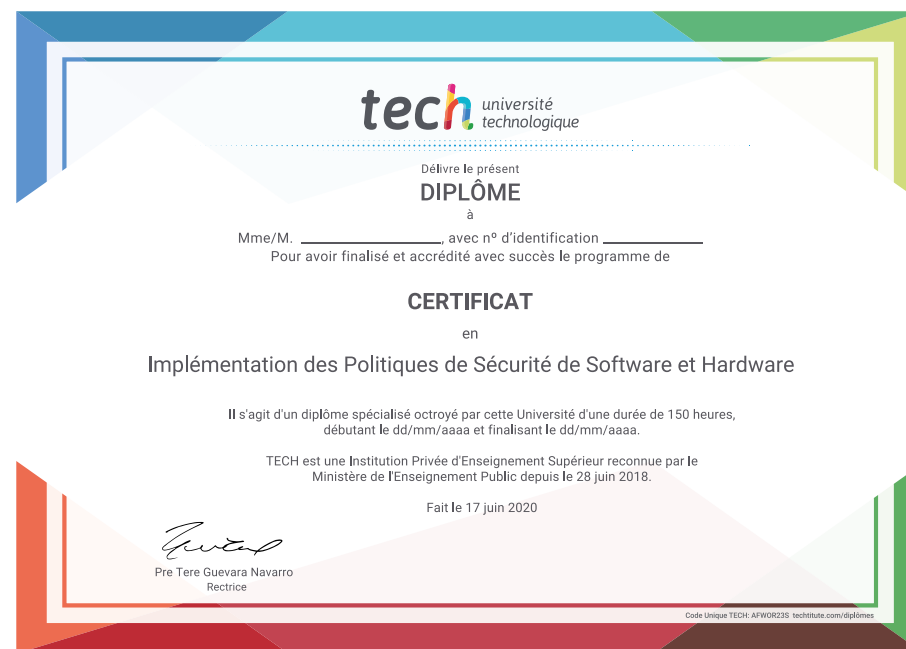 tech université
technologique
Délivre le présent
DIPLÔME
à
Mme/M. ____________________, avec nº d'identification ______________
Pour avoir finalisé et accrédité avec succès le programme de
CERTIFICAT
en
Implémentation des Politiques de Sécurité de Software et Hardware
Il s'agit d'un diplôme spécialisé octroyé par cette Université d'une durée de 150 heures,
débutant le dd/mm/aaaa et finalisant le dd/mm/aaaa.
TECH est une Institution Privée d'Enseignement Supérieur reconnue par le
Ministère de l'Enseignement Public depuis le 28 juin 2018.
Fait le 17 juin 2020
Pre Tere Guevara Navarro
Rectrice
Code Unique TECH: AFWOR23S techtitute.com/diplômes